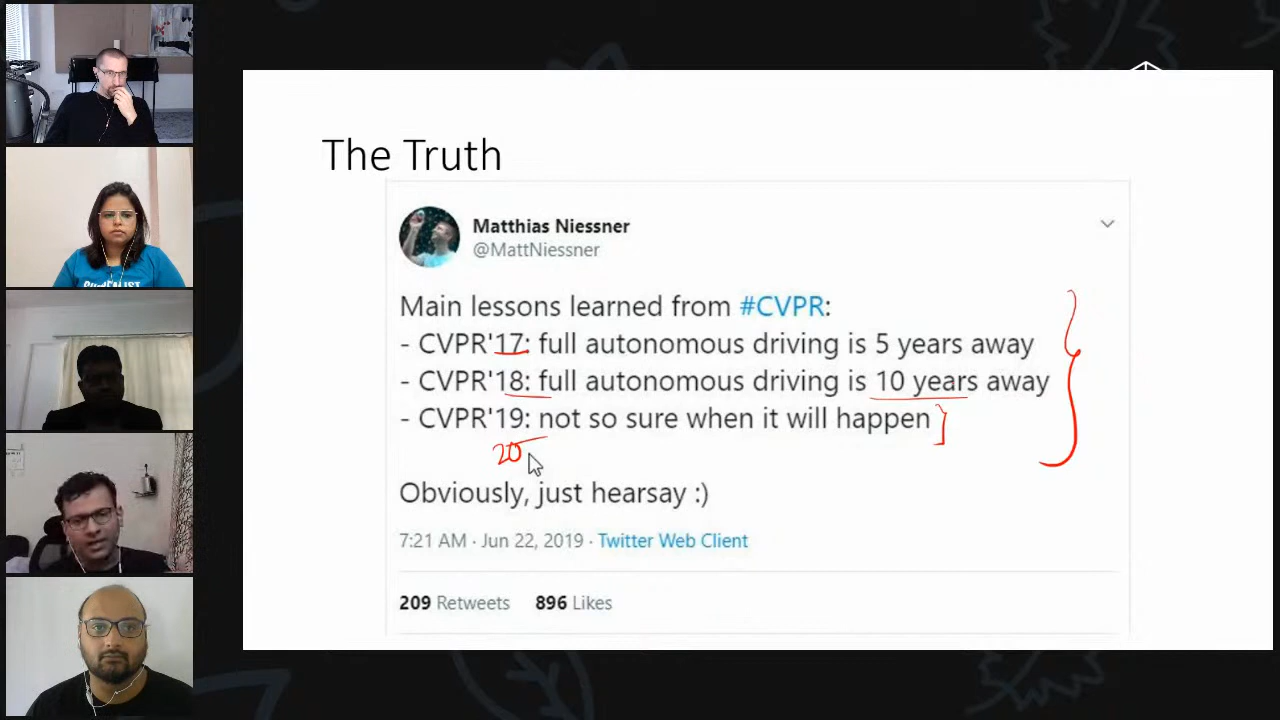 The Truth
Matthias Niessner
@MattNiessner
Main lessons learned from #CVPR:
- CVPR'17: full autonomous driving is 5 years away
- CVPR'18: full autonomous driving is 10 years away
- CVPR'19: not so sure when it will happen
20
Obviously, just hearsay :)
7:21 AM · Jun 22, 2019 · Twitter Web Client
209 Retweets 896 Likes